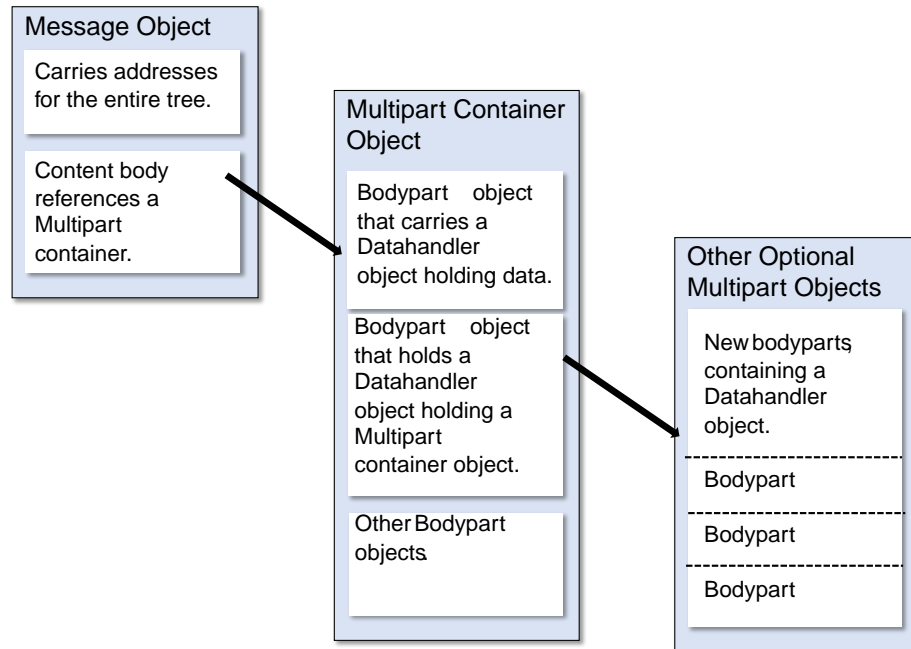 Message Object
Carries addresses
for the entire tree.
Content body
references a
Multipart
container.
Multipart Container
Object
Bodypart object
that carries a
Datahandler
object holding data.
Bodypart object
that holds a
Datahandler
object holding a
Multipart
container object.
Other Bodypart
objects.
Other Optional
Multipart Objects
New bodyparts,
containing a
Datahandler
object.
Bodypart
Bodypart
Bodypart